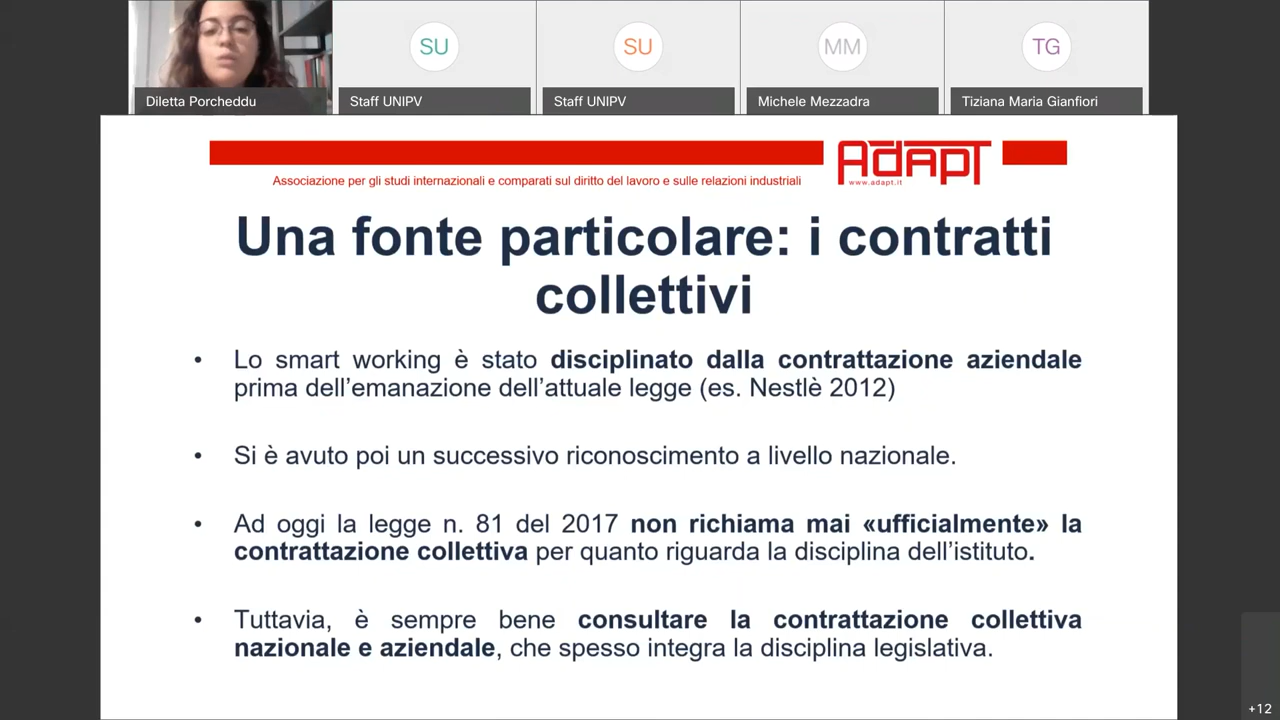 SU
SU
MM
TG
Diletta Porcheddu
Staff UNIPV
Staff UNIPV
Michele Mezzadra
Tiziana Maria Gianfiori
Associazione per gli studi internazionali e comparati sul diritto del lavoro e sulle relazioni industriali
ADAPT
www.adapt.it
Una fonte particolare: i contratti
collettivi
• Lo smart working è stato disciplinato dalla contrattazione aziendale
prima dell’emanazione dell’attuale legge (es. Nestlè 2012)
• Si è avuto poi un successivo riconoscimento a livello nazionale.
• Ad oggi la legge n. 81 del 2017 non richiama mai «ufficialmente» la
contrattazione collettiva per quanto riguarda la disciplina dell’istituto.
• Tuttavia, è sempre bene consultare la contrattazione collettiva
nazionale e aziendale, che spesso integra la disciplina legislativa.
+12